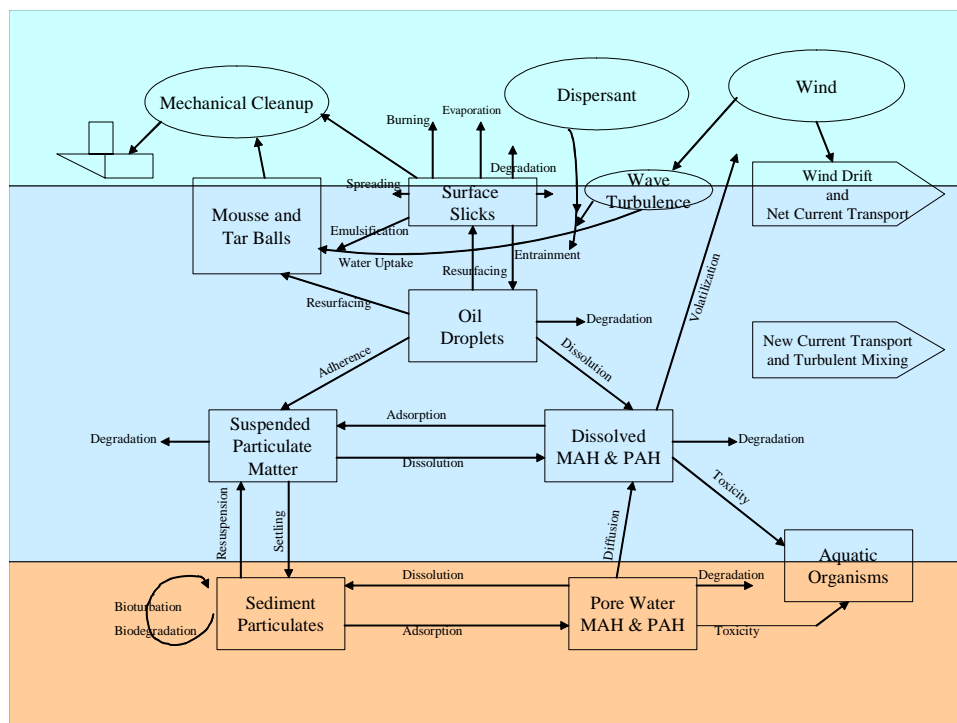 Mechanical Cleanup
Burning
Evaporation
Dispersant
Wind
Degradation
Spreading
Surface
Slicks
Wave
Turbulence
Wind Drift
and
Net Current Transport
Mousse and
Tar Balls
Emulsification
Water Uptake
Resurfacing
Entrainment
Resurfacing
Oil
Droplets
Degradation
Volatilization
New Current Transport
and Turbulent Mixing
Adherence
Dissolution
Suspended
Particulate
Matter
Adsorption
Dissolution
Dissolved
MAH & PAH
Degradation
Degradation
Toxicity
Resuspension
Settling
Diffusion
Aquatic
Organisms
Bioturbation
Biodegradation
Sediment
Particulates
Dissolution
Adsorption
Pore Water
MAH & PAH
Degradation
Toxicity